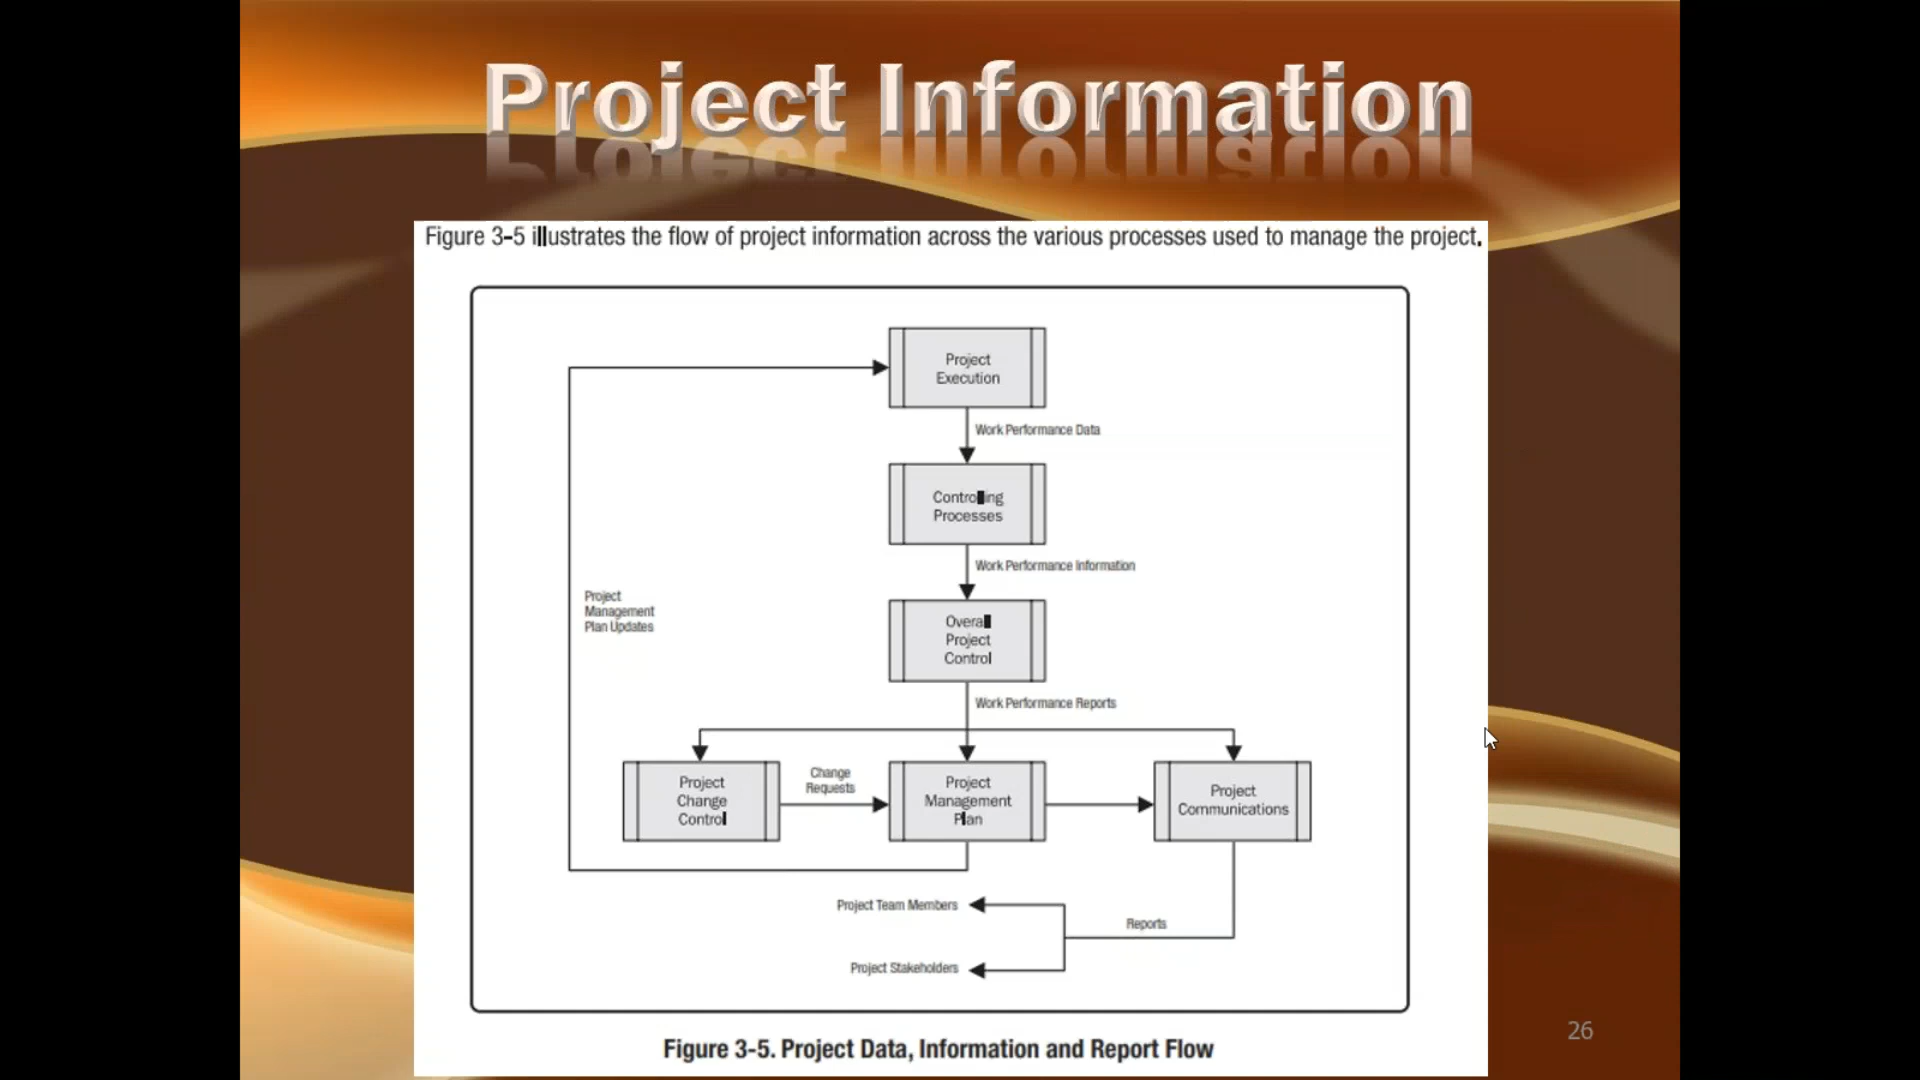 Project Information
Figure 3-5 illustrates the flow of project information across the various processes used to manage the project.
Project
Execution
Work Performance Data
Controlling
Processes
Work Performance Information
Overall
Project
Control
Project
Management
Plan Updates
Work Performance Reports
Project
Change
Control
Change
Requests
Project
Management
Plan
Project
Communications
Project Team Members
Reports
Project Stakeholders
Figure 3-5. Project Data, Information and Report Flow
26